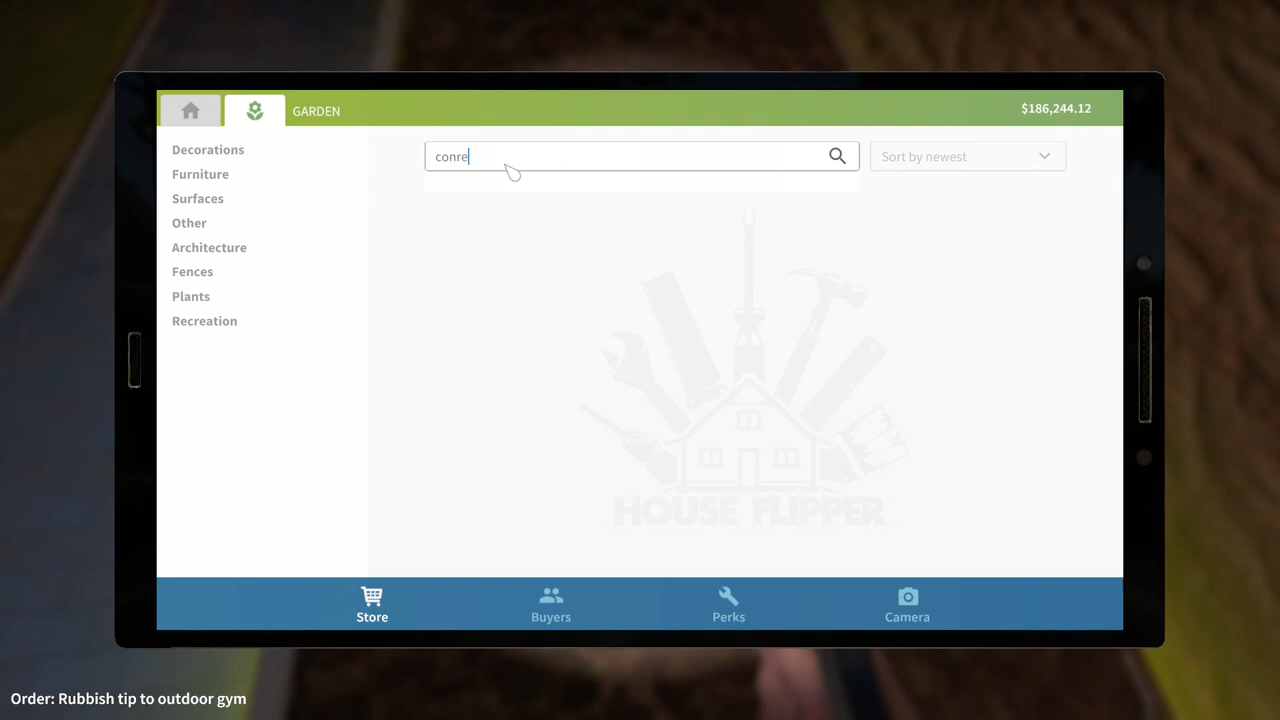 GARDEN
$186,244.12
Decorations
Furniture
Surfaces
Other
Architecture
Fences
Plants
Recreation
conre
Sort by newest
HOUSE FLIPPER
Store
Buyers
Perks
Camera
Order: Rubbish tip to outdoor gym